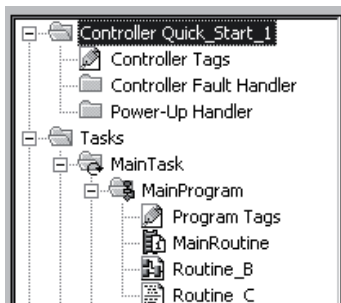 Controller Quick_Start_1
Controller Tags
Controller Fault Handler
Power-Up Handler
Tasks
MainTask
MainProgram
Program Tags
MainRoutine
Routine_B
Routine_C